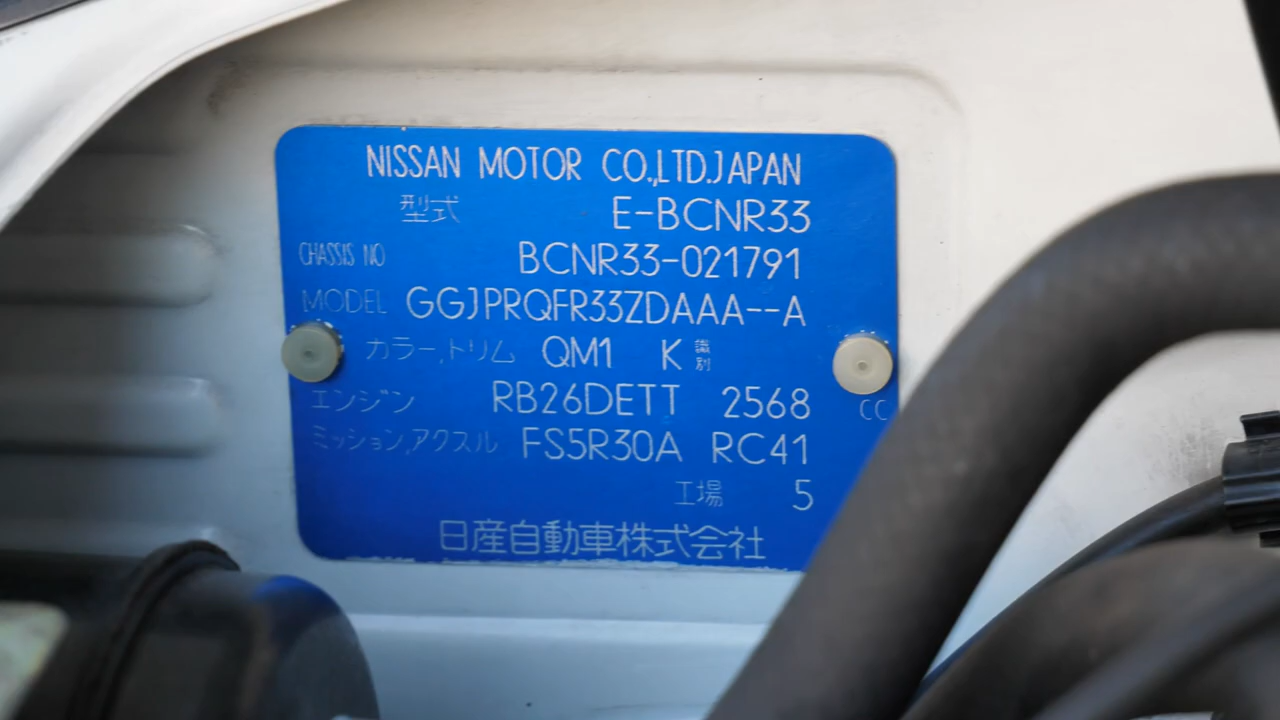 NISSAN MOTOR CO.,LTD.JAPAN
型式 E-BCNR33
CHASSIS NO BCNR33-021791
MODEL GGJPRQFR33ZDAAA--A
カラー,トリム QM1 K 識別
エンジン RB26DETT 2568 CC
ミッション,アクスル FS5R30A RC41
工場 5
日産自動車株式会社